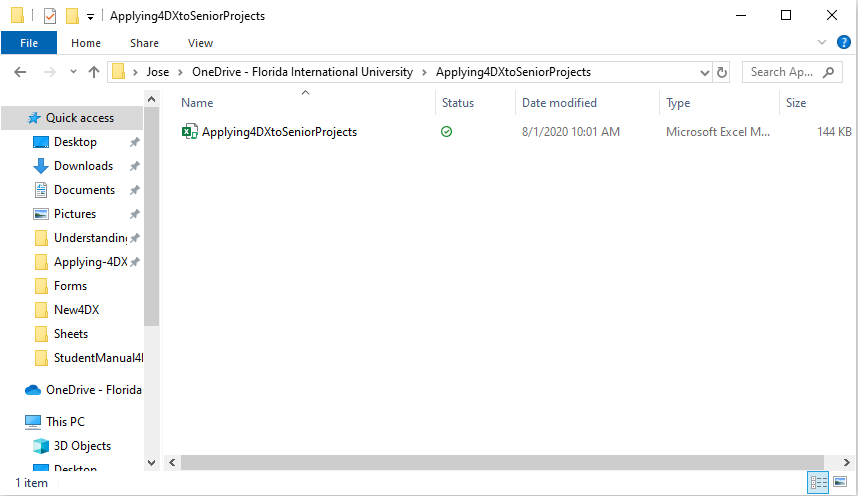 Applying4DXtoSeniorProjects
File Home Share View
Jose OneDrive - Florida International University Applying4DXtoSeniorProjects Search Ap...
Name Status Date modified Type Size
Applying4DXtoSeniorProjects 8/1/2020 10:01 AM Microsoft Excel M... 144 KB
Quick access
Desktop
Downloads
Documents
Pictures
Understanding
Applying-4DX
Forms
New4DX
Sheets
StudentManual4
OneDrive - Florida
This PC
3D Objects
Desktop
1 item